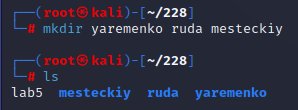 ┌──(root㉿kali)-[~/228]
└─# mkdir yaremenko ruda mesteckiy
┌──(root㉿kali)-[~/228]
└─# ls
lab5 mesteckiy ruda yaremenko